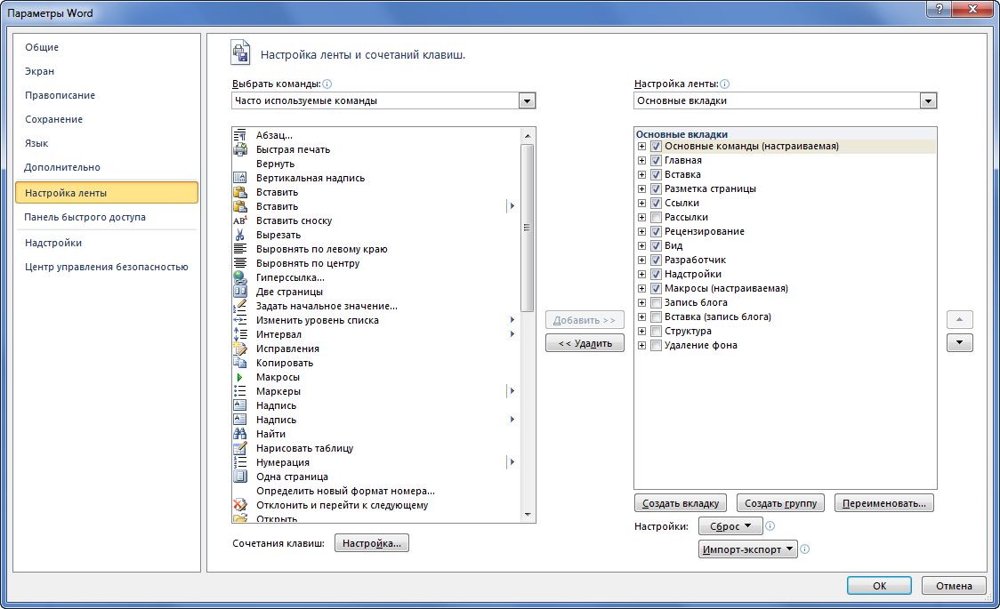 Параметры Word
Общие
Экран
Правописание
Сохранение
Язык
Дополнительно
Настройка ленты
Панель быстрого доступа
Надстройки
Центр управления безопасностью
Настройка ленты и сочетаний клавиш.
Выбрать команды:
Часто используемые команды
Абзац...
Быстрая печать
Вернуть
Вертикальная надпись
Вставить
Вставить
Вставить сноску
Вырезать
Выровнять по левому краю
Выровнять по центру
Гиперссылка...
Две страницы
Задать начальное значение...
Изменить уровень списка
Интервал
Исправления
Копировать
Макросы
Маркеры
Надпись
Надпись
Найти
Нарисовать таблицу
Нумерация
Одна страница
Определить новый формат номера...
Отклонить и перейти к следующему
Открыть
Сочетания клавиш:
Настройка...
Добавить >>
<< Удалить
Настройка ленты:
Основные вкладки
Основные вкладки
Основные команды (настраиваемая)
Главная
Вставка
Разметка страницы
Ссылки
Рассылки
Рецензирование
Вид
Разработчик
Надстройки
Макросы (настраиваемая)
Запись блога
Вставка (запись блога)
Структура
Удаление фона
Создать вкладку
Создать группу
Переименовать...
Настройки:
Сброс
Импорт-экспорт
ОК
Отмена